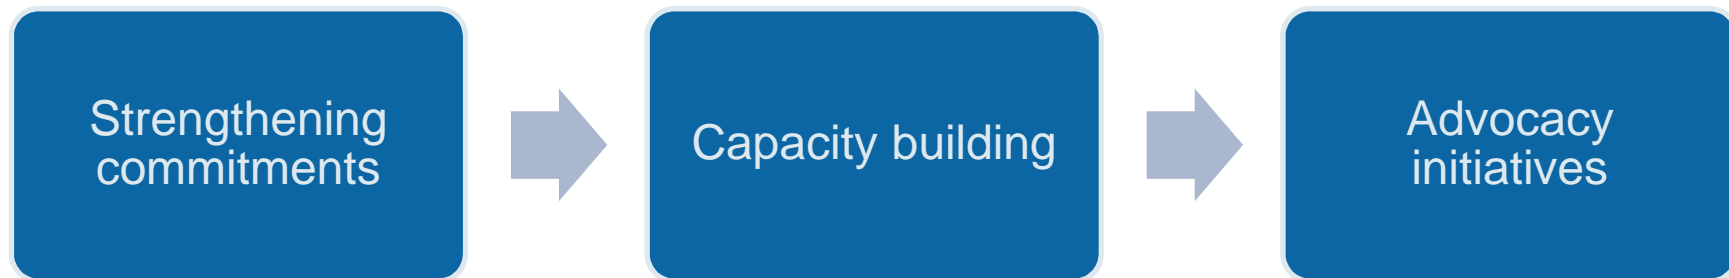 Strengthening
commitments
Capacity building
Advocacy
initiatives